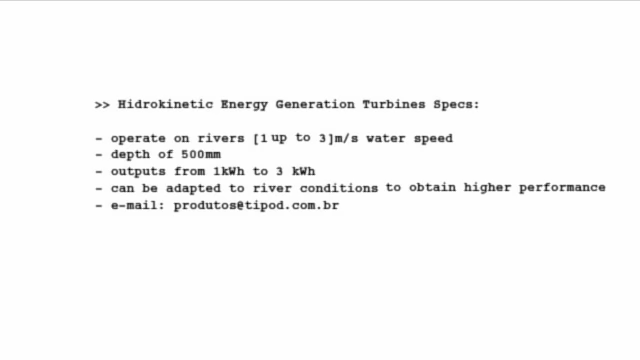 >> Hidrokinetic Energy Generation Turbines Specs:
- operate on rivers [1 up to 3]m/s water speed
- depth of 500mm
- outputs from 1kWh to 3 kWh
- can be adapted to river conditions to obtain higher performance
- e-mail: produtos@tipod.com.br